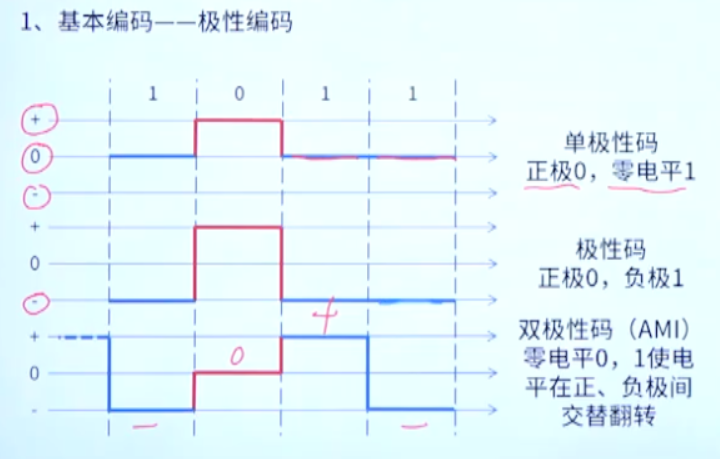 1、基本编码——极性编码
1 0 1 1
+
0
-
单极性码
正极0，零电平1
+
0
-
极性码
正极0，负极1
+
+
0
0
-
双极性码（AMI）
零电平0，1使电
平在正、负极间
交替翻转
-
-